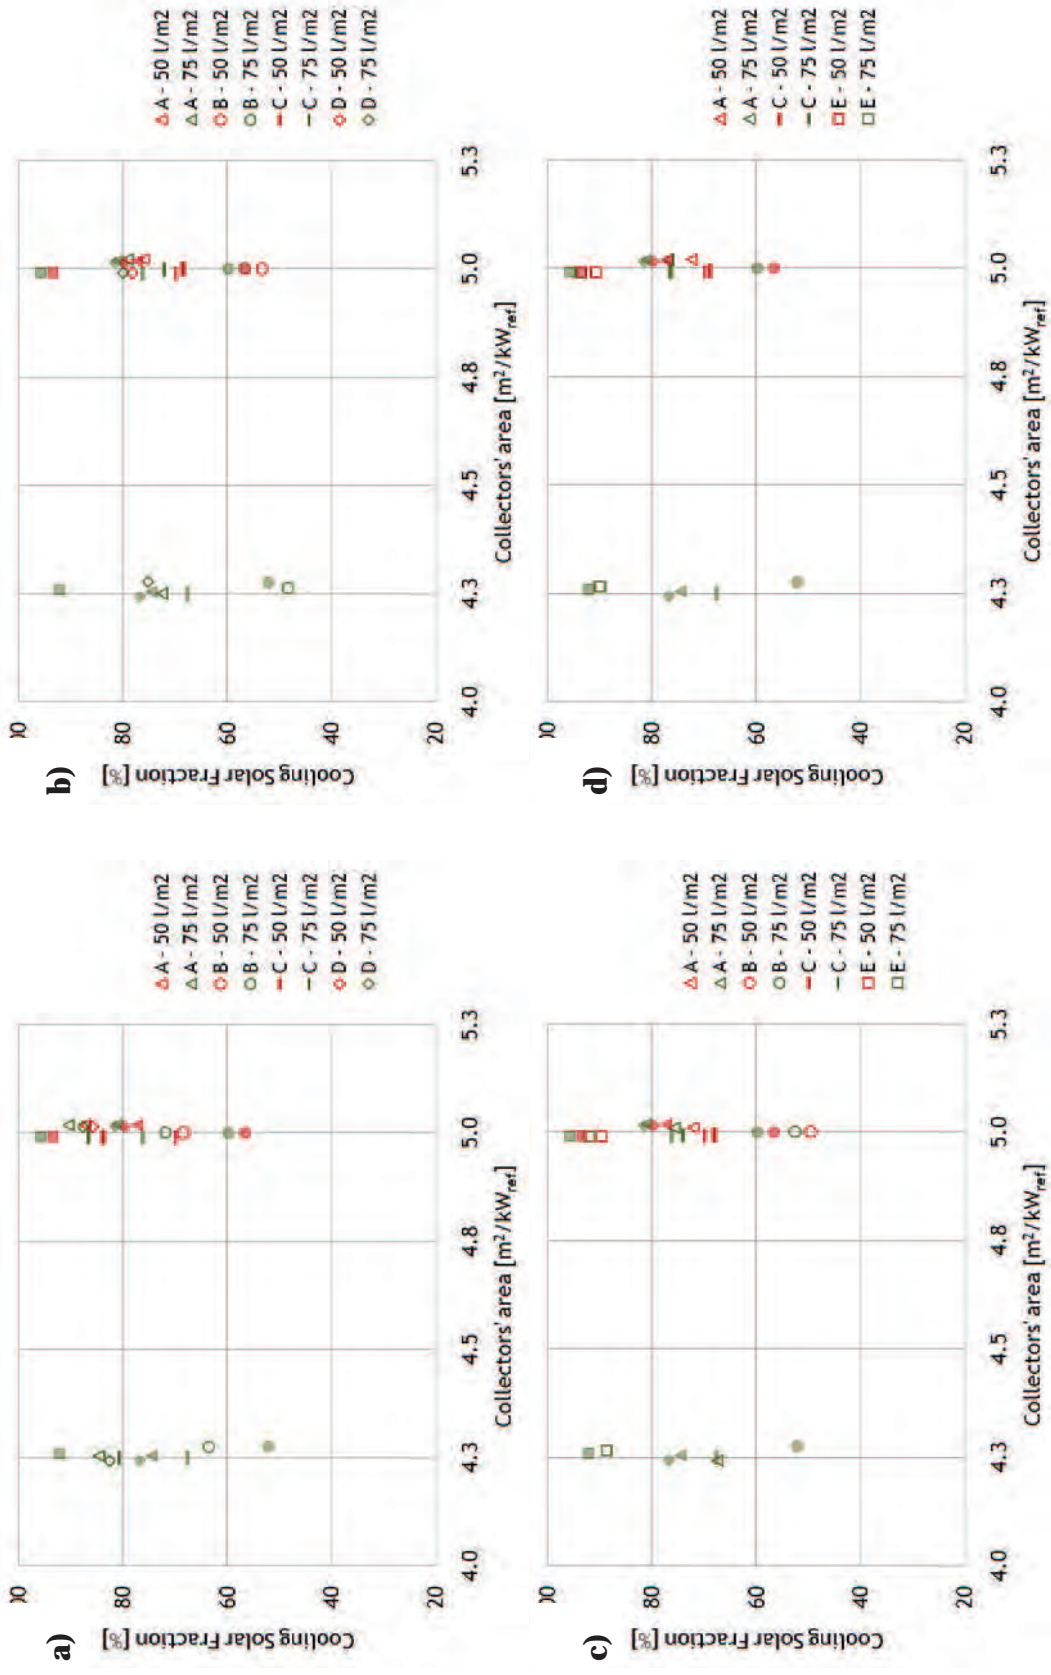 a)
Cooling Solar Fraction [%]
00
80
60
40
20
4.0
4.3
4.5
4.8
5.0
5.3
Collectors' area [m²/kWref]
A - 50 l/m2
A - 75 l/m2
B - 50 l/m2
B - 75 l/m2
C - 50 l/m2
C - 75 l/m2
D - 50 l/m2
D - 75 l/m2
b)
Cooling Solar Fraction [%]
00
80
60
40
20
4.0
4.3
4.5
4.8
5.0
5.3
Collectors' area [m²/kWref]
A - 50 l/m2
A - 75 l/m2
B - 50 l/m2
B - 75 l/m2
C - 50 l/m2
C - 75 l/m2
D - 50 l/m2
D - 75 l/m2
c)
Cooling Solar Fraction [%]
00
80
60
40
20
4.0
4.3
4.5
4.8
5.0
5.3
Collectors' area [m²/kWref]
A - 50 l/m2
A - 75 l/m2
B - 50 l/m2
B - 75 l/m2
C - 50 l/m2
C - 75 l/m2
E - 50 l/m2
E - 75 l/m2
d)
Cooling Solar Fraction [%]
00
80
60
40
20
4.0
4.3
4.5
4.8
5.0
5.3
Collectors' area [m²/kWref]
A - 50 l/m2
A - 75 l/m2
C - 50 l/m2
C - 75 l/m2
E - 50 l/m2
E - 75 l/m2